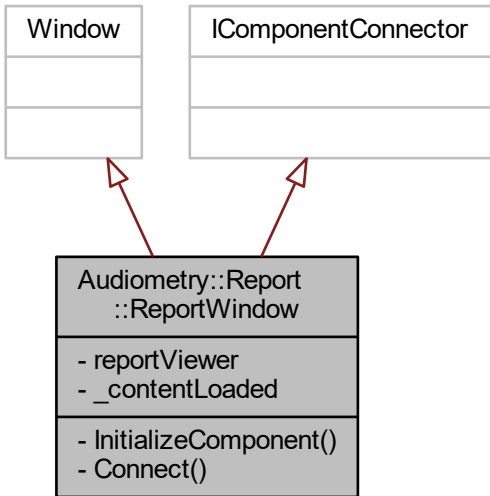 Window
IComponentConnector
Audiometry::Report
::ReportWindow
- reportViewer
- _contentLoaded
- InitializeComponent()
- Connect()